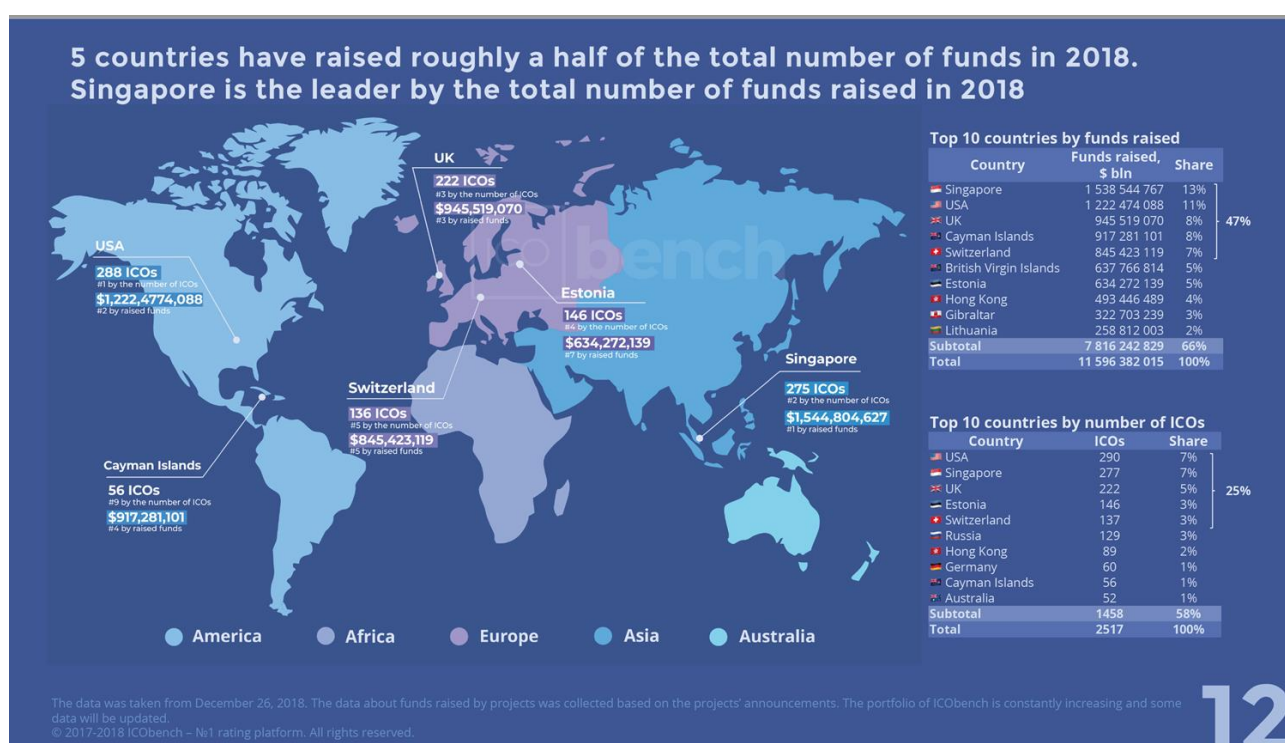 5 countries have raised roughly a half of the total number of funds in 2018.
Singapore is the leader by the total number of funds raised in 2018
UK
222 ICOs
#3 by the number of ICOs
$945,519,070
#3 by raised funds
USA
288 ICOs
#1 by the number of ICOs
$1,222,4774,088
#2 by raised funds
ICO bench
Estonia
146 ICOs
#4 by the number of ICOs
$634,272,139
#7 by raised funds
Singapore
275 ICOs
#2 by the number of ICOs
$1,544,804,627
#1 by raised funds
Switzerland
136 ICOs
#5 by the number of ICOs
$845,423,119
#5 by raised funds
Cayman Islands
56 ICOs
#9 by the number of ICOs
$917,281,101
#4 by raised funds
America Africa Europe Asia Australia
Top 10 countries by funds raised
Country Funds raised, $ bln Share
Singapore 1 538 544 767 13%
USA 1 222 474 088 11%
UK 945 519 070 8%
Cayman Islands 917 281 101 8%
Switzerland 845 423 119 7%
47%
British Virgin Islands 637 766 814 5%
Estonia 634 272 139 5%
Hong Kong 493 446 489 4%
Gibraltar 322 703 239 3%
Lithuania 258 812 003 2%
Subtotal 7 816 242 829 66%
Total 11 596 382 015 100%
Top 10 countries by number of ICOs
Country ICOs Share
USA 290 7%
Singapore 277 7%
UK 222 5%
Estonia 146 3%
Switzerland 137 3%
25%
Russia 129 3%
Hong Kong 89 2%
Germany 60 1%
Cayman Islands 56 1%
Australia 52 1%
Subtotal 1458 58%
Total 2517 100%
The data was taken from December 26, 2018. The data about funds raised by projects was collected based on the projects' announcements. The portfolio of ICObench is constantly increasing and some
data will be updated.
© 2017-2018 ICObench – №1 rating platform. All rights reserved.
12